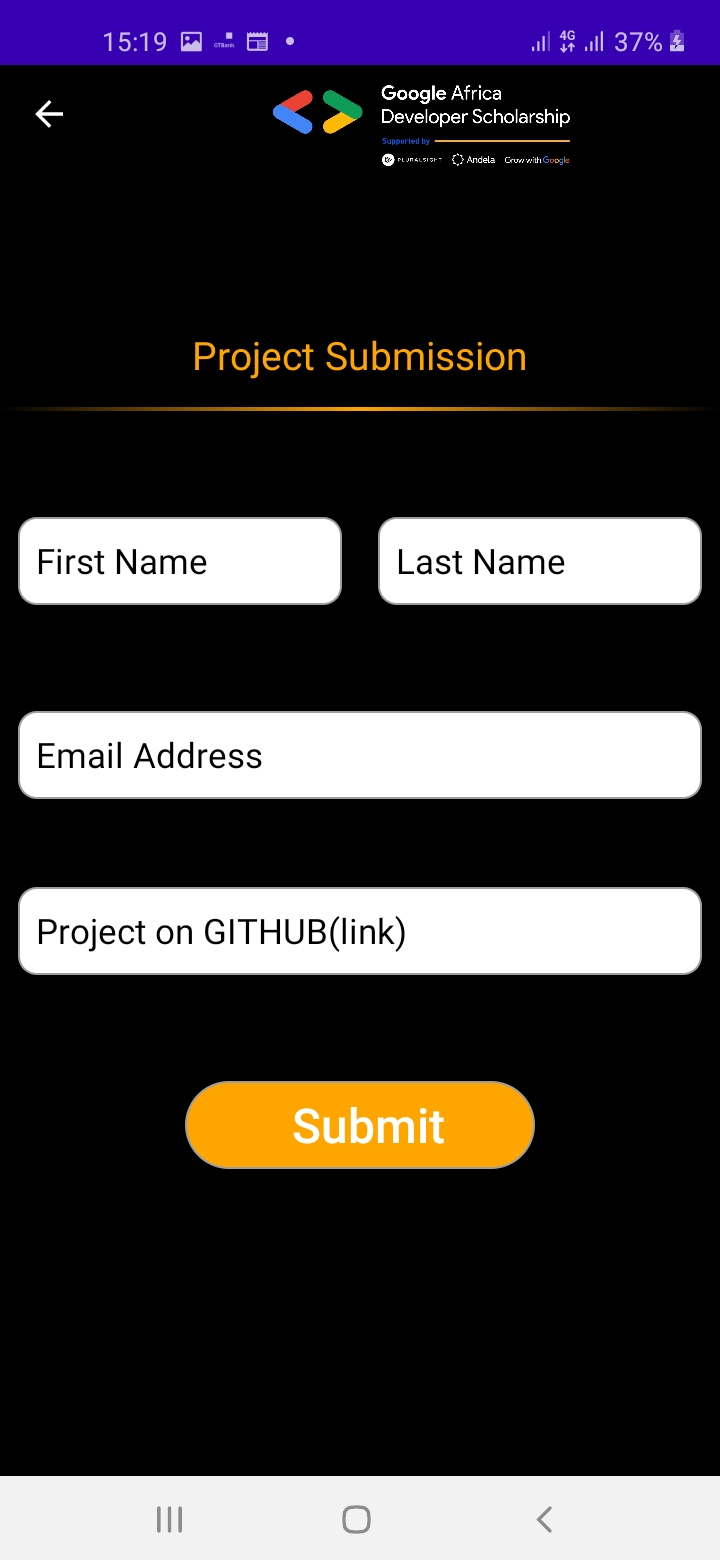 15:19 GTBank 4G 37%
Google Africa
Developer Scholarship
Supported by
PLURALSIGHT Andela Grow with Google
Project Submission
First Name Last Name
Email Address
Project on GITHUB(link)
Submit